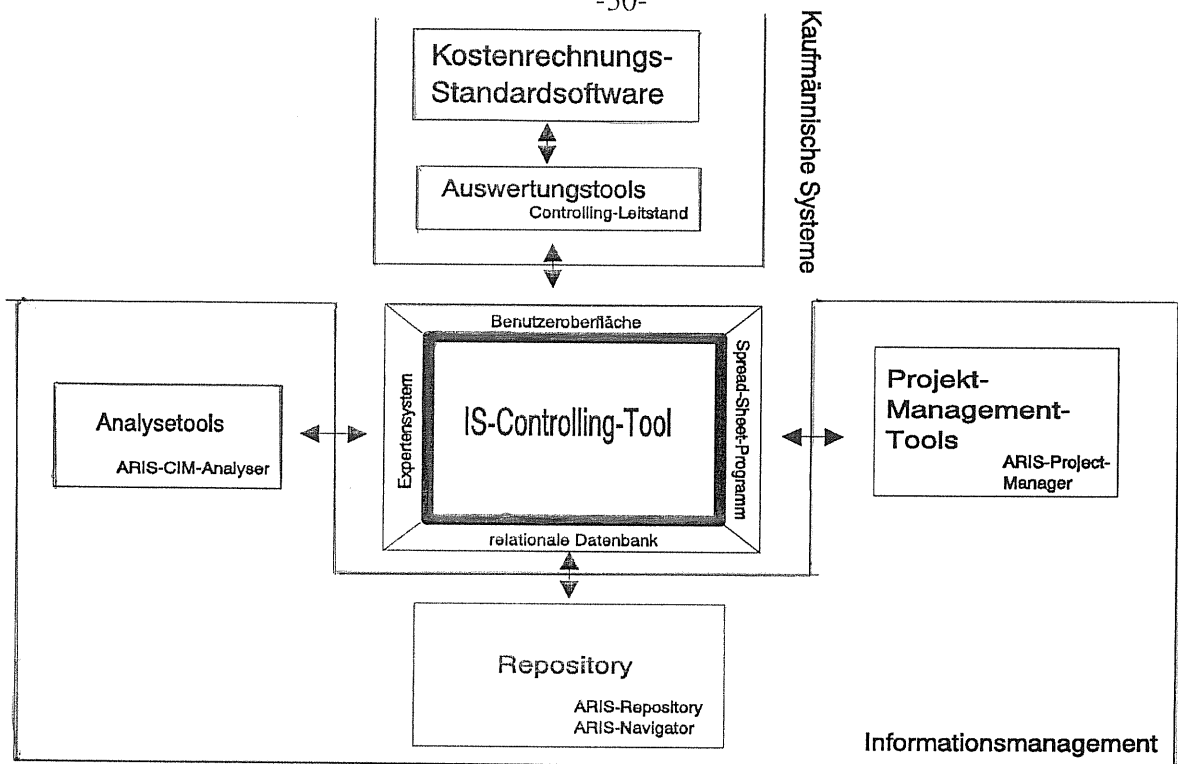 -50-
Kostenrechnungs-
Standardsoftware
Auswertungstools
Controlling-Leitstand
Kaufmännische Systeme
Benutzeroberfläche
Expertensystem
IS-Controlling-Tool
Spread-Sheet-Programm
relationale Datenbank
Analysetools
ARIS-CIM-Analyser
Projekt-
Management-
Tools
ARIS-Project-
Manager
Repository
ARIS-Repository
ARIS-Navigator
Informationsmanagement